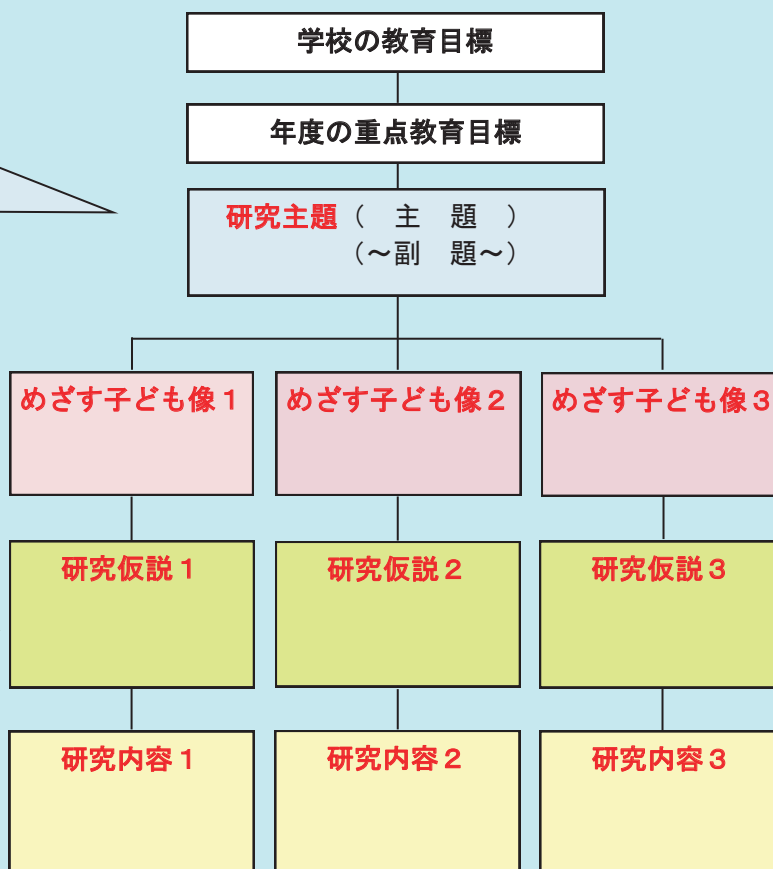 学校の教育目標
年度の重点教育目標
研究主題（　主　題　）
（～副　題～）
めざす子ども像１
めざす子ども像２
めざす子ども像３
研究仮説１
研究仮説２
研究仮説３
研究内容１
研究内容２
研究内容３